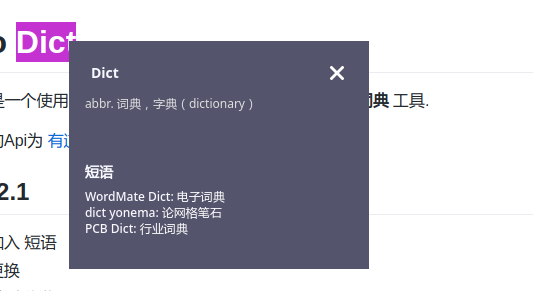 Dict
Dict
abbr. 词典，字典（dictionary）
是一个使用
词典 工具.
Api为 有道
短语
WordMate Dict: 电子词典
dict yonema: 论网格笔石
PCB Dict: 行业词典
2.1
加入 短语
更换